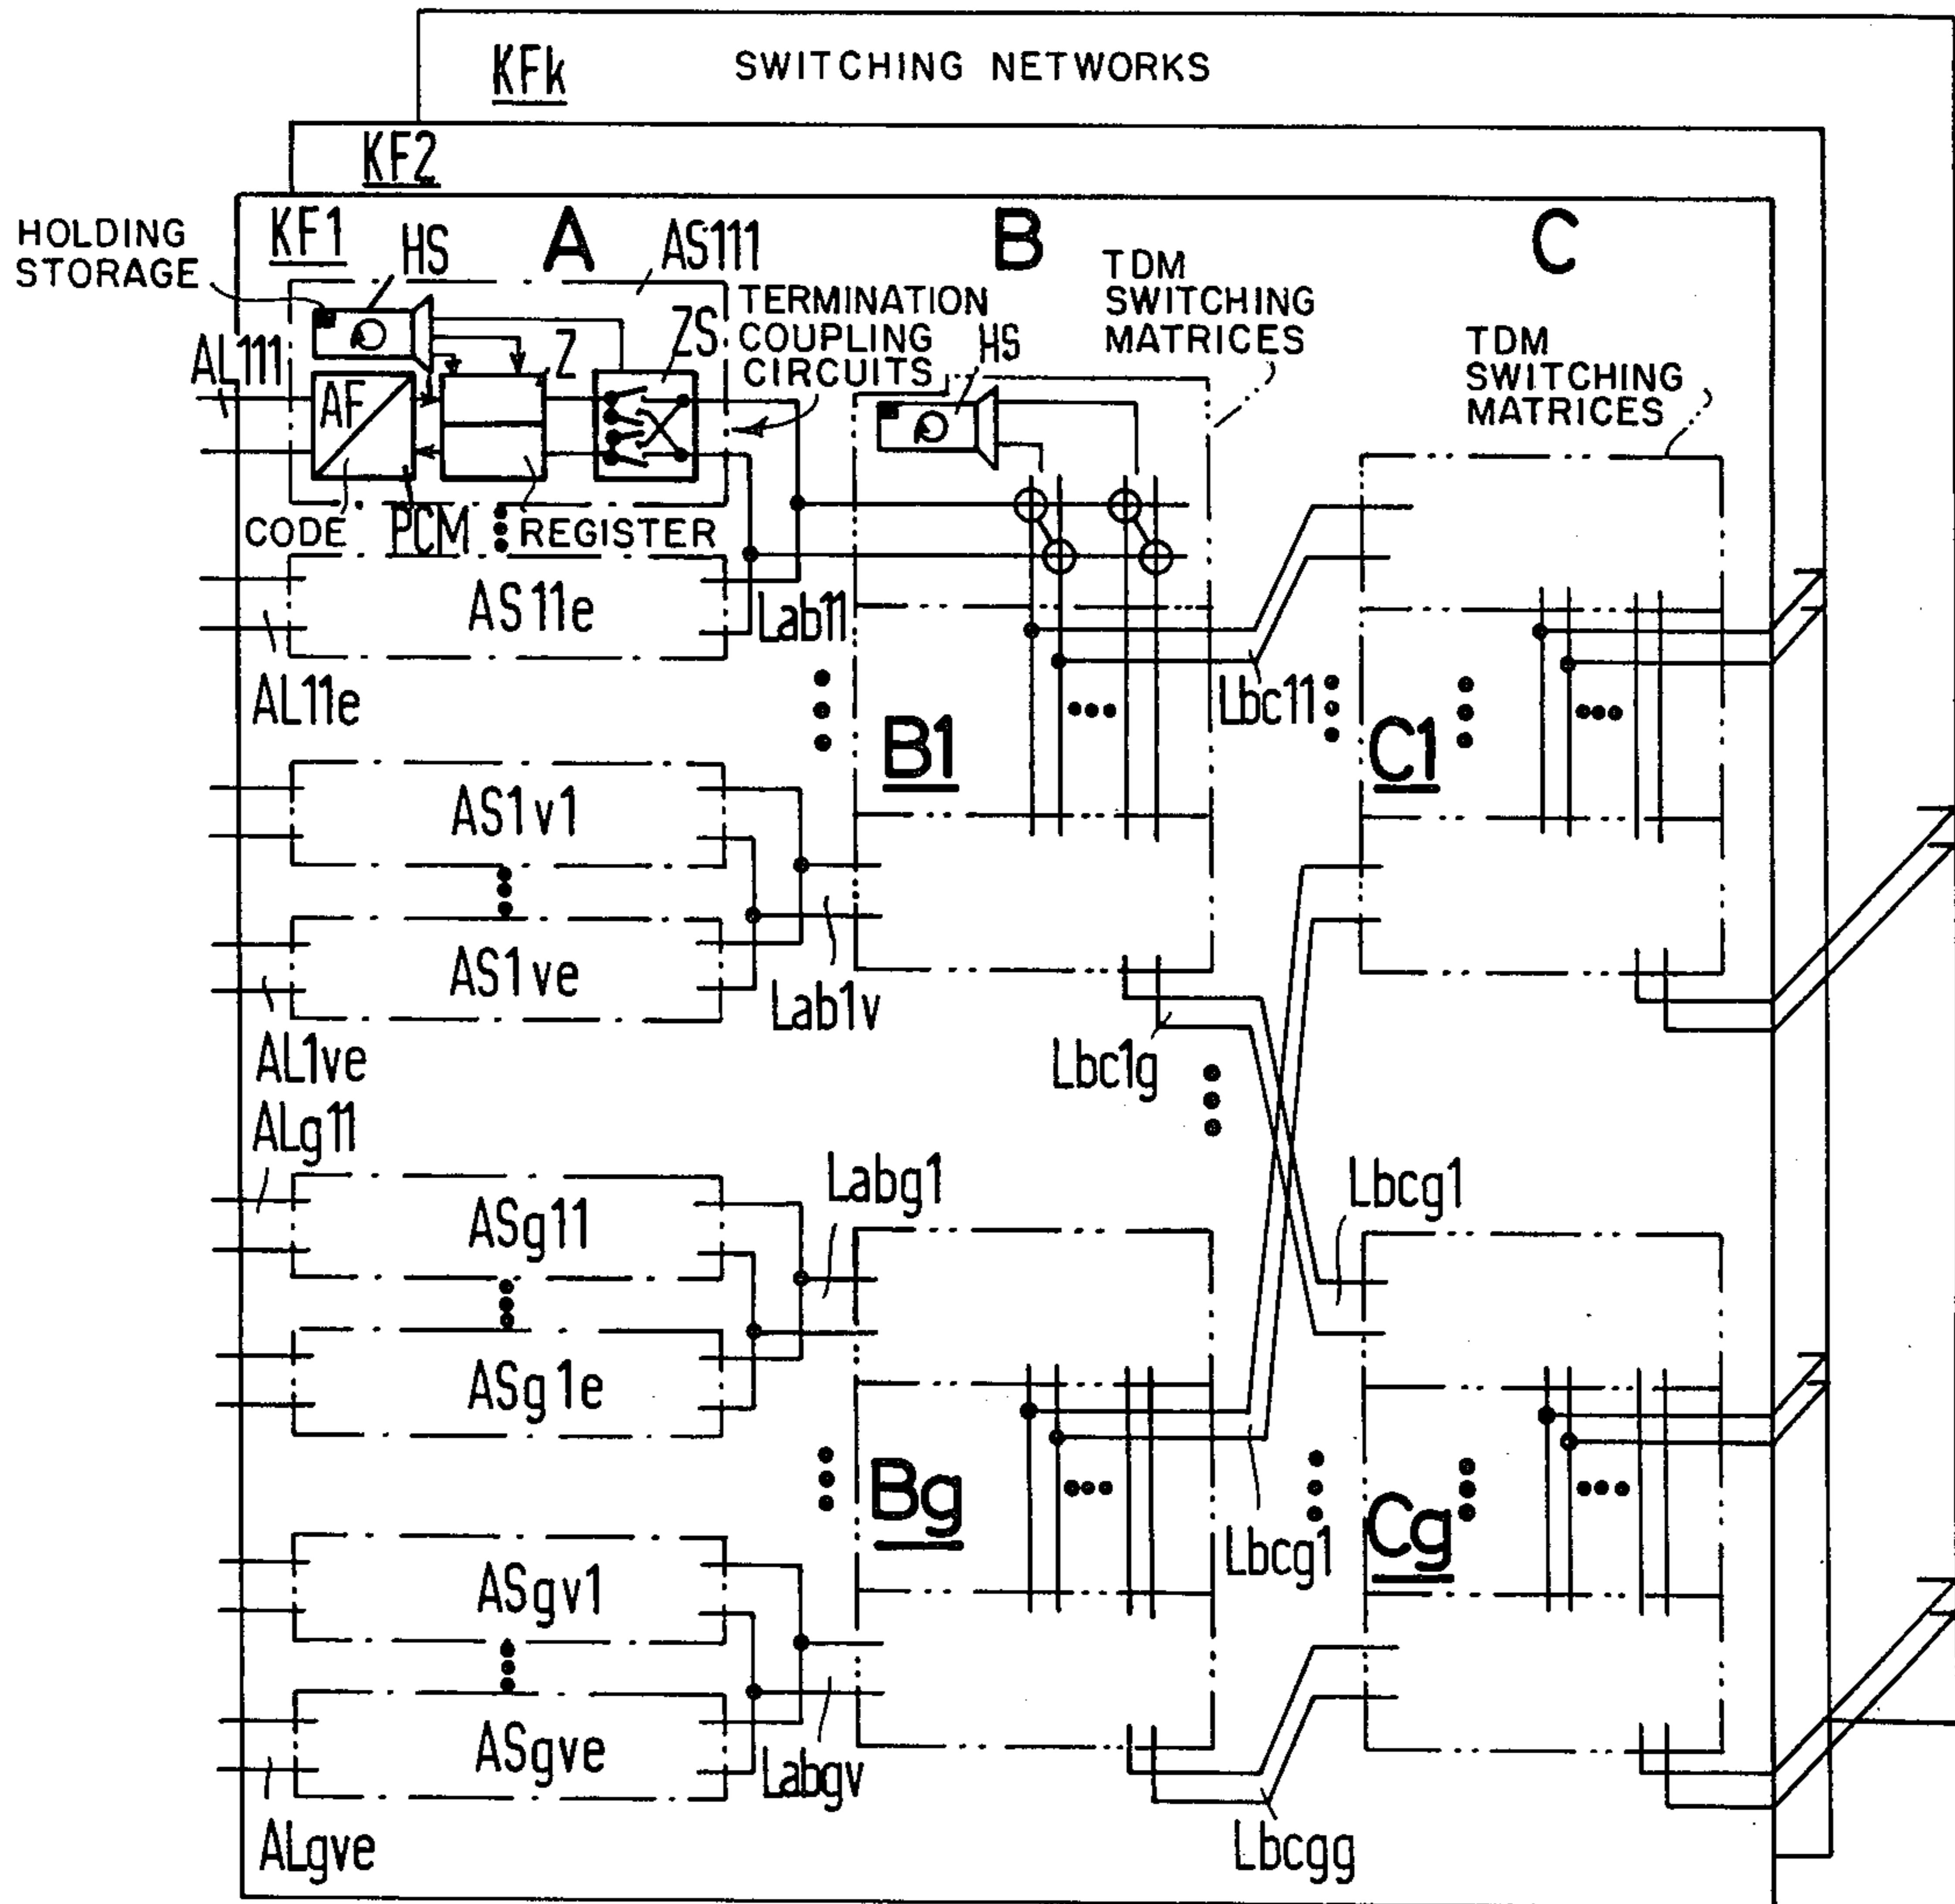 KFk
SWITCHING NETWORKS
KF2
KF1
A
B
C
HOLDING
STORAGE
HS
AS111
TERMINATION
COUPLING
CIRCUITS
TDM
SWITCHING
MATRICES
TDM
SWITCHING
MATRICES
AL111
Z
ZS
HS
AF
CODE
PCM
REGISTER
AS11e
Lab11
AL11e
Lbc11
B1
C1
AS1v1
AS1ve
Lab1v
AL1ve
Lbc1g
ALg11
Labg1
Lbcg1
ASg11
ASg1e
Bg
Lbcg1
Cg
ASgv1
ASgve
Labgv
ALgve
Lbcgg